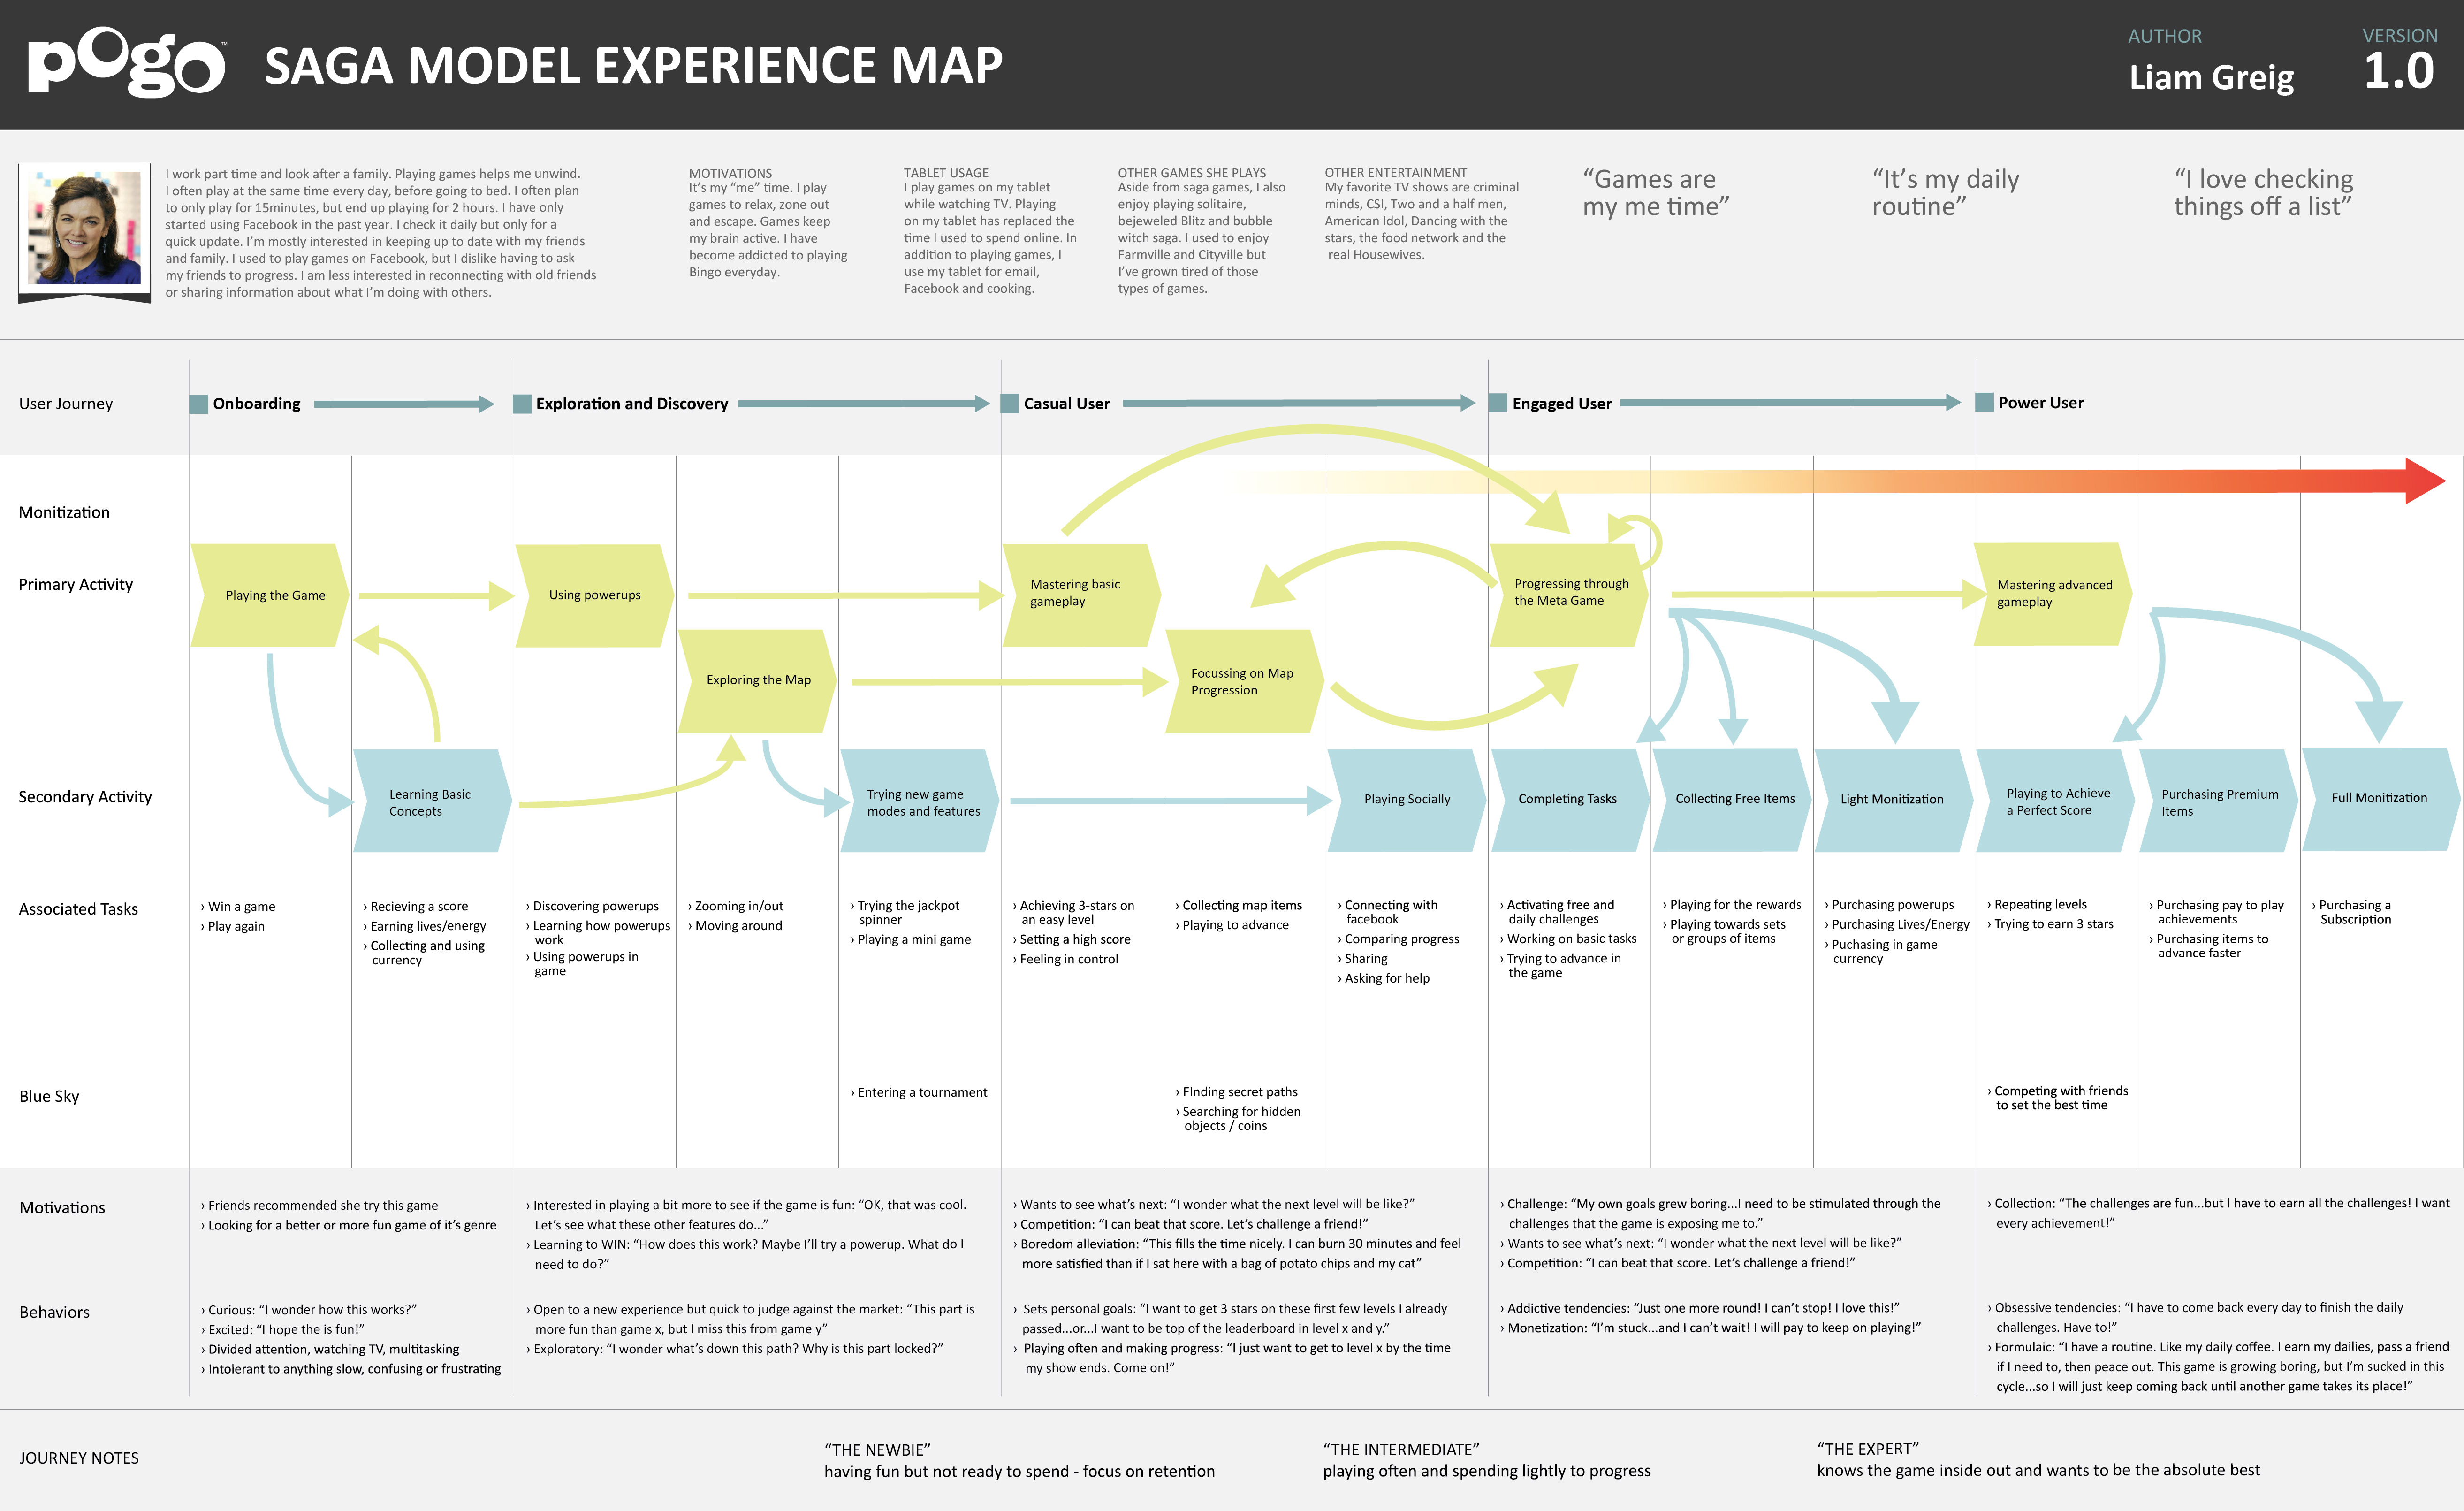 pogo™
SAGA MODEL EXPERIENCE MAP
AUTHOR
Liam Greig
VERSION
1.0
I work part time and look after a family. Playing games helps me unwind.
I often play at the same time every day, before going to bed. I often plan
to only play for 15minutes, but end up playing for 2 hours. I have only
started using Facebook in the past year. I check it daily but only for a
quick update. I'm mostly interested in keeping up to date with my friends
and family. I used to play games on Facebook, but I dislike having to ask
my friends to progress. I am less interested in reconnecting with old friends
or sharing information about what I'm doing with others.
MOTIVATIONS
It's my “me” time. I play
games to relax, zone out
and escape. Games keep
my brain active. I have
become addicted to playing
Bingo everyday.
TABLET USAGE
I play games on my tablet
while watching TV. Playing
on my tablet has replaced the
time I used to spend online. In
addition to playing games, I
use my tablet for email,
Facebook and cooking.
OTHER GAMES SHE PLAYS
Aside from saga games, I also
enjoy playing solitaire,
bejeweled Blitz and bubble
witch saga. I used to enjoy
Farmville and Cityville but
I've grown tired of those
types of games.
OTHER ENTERTAINMENT
My favorite TV shows are criminal
minds, CSI, Two and a half men,
American Idol, Dancing with the
stars, the food network and the
real Housewives.
“Games are
my me time”
“It's my daily
routine”
“I love checking
things off a list”
User Journey
Onboarding
Exploration and Discovery
Casual User
Engaged User
Power User
Monitization
Primary Activity
Playing the Game
Using powerups
Exploring the Map
Mastering basic
gameplay
Focussing on Map
Progression
Progressing through
the Meta Game
Mastering advanced
gameplay
Secondary Activity
Learning Basic
Concepts
Trying new game
modes and features
Playing Socially
Completing Tasks
Collecting Free Items
Light Monitization
Playing to Achieve
a Perfect Score
Purchasing Premium
Items
Full Monitization
Associated Tasks
› Win a game
› Play again
› Recieving a score
› Earning lives/energy
› Collecting and using
currency
› Discovering powerups
› Learning how powerups
work
› Using powerups in
game
› Zooming in/out
› Moving around
› Trying the jackpot
spinner
› Playing a mini game
› Achieving 3-stars on
an easy level
› Setting a high score
› Feeling in control
› Collecting map items
› Playing to advance
› Connecting with
facebook
› Comparing progress
› Sharing
› Asking for help
› Activating free and
daily challenges
› Working on basic tasks
› Trying to advance in
the game
› Playing for the rewards
› Playing towards sets
or groups of items
› Purchasing powerups
› Purchasing Lives/Energy
› Puchasing in game
currency
› Repeating levels
› Trying to earn 3 stars
› Purchasing pay to play
achievements
› Purchasing items to
advance faster
› Purchasing a
Subscription
Blue Sky
› Entering a tournament
› FInding secret paths
› Searching for hidden
objects / coins
› Competing with friends
to set the best time
Motivations
› Friends recommended she try this game
› Looking for a better or more fun game of it's genre
› Interested in playing a bit more to see if the game is fun: “OK, that was cool.
Let's see what these other features do...”
› Learning to WIN: “How does this work? Maybe I'll try a powerup. What do I
need to do?”
› Wants to see what's next: “I wonder what the next level will be like?”
› Competition: “I can beat that score. Let's challenge a friend!”
› Boredom alleviation: “This fills the time nicely. I can burn 30 minutes and feel
more satisfied than if I sat here with a bag of potato chips and my cat”
› Challenge: “My own goals grew boring...I need to be stimulated through the
challenges that the game is exposing me to.”
› Wants to see what's next: “I wonder what the next level will be like?”
› Competition: “I can beat that score. Let's challenge a friend!”
› Collection: “The challenges are fun...but I have to earn all the challenges! I want
every achievement!”
Behaviors
› Curious: “I wonder how this works?”
› Excited: “I hope the is fun!”
› Divided attention, watching TV, multitasking
› Intolerant to anything slow, confusing or frustrating
› Open to a new experience but quick to judge against the market: “This part is
more fun than game x, but I miss this from game y”
› Exploratory: “I wonder what's down this path? Why is this part locked?”
› Sets personal goals: “I want to get 3 stars on these first few levels I already
passed...or...I want to be top of the leaderboard in level x and y.”
› Playing often and making progress: “I just want to get to level x by the time
my show ends. Come on!”
› Addictive tendencies: “Just one more round! I can't stop! I love this!”
› Monetization: “I'm stuck...and I can't wait! I will pay to keep on playing!”
› Obsessive tendencies: “I have to come back every day to finish the daily
challenges. Have to!”
› Formulaic: “I have a routine. Like my daily coffee. I earn my dailies, pass a friend
if I need to, then peace out. This game is growing boring, but I'm sucked in this
cycle...so I will just keep coming back until another game takes its place!”
JOURNEY NOTES
“THE NEWBIE”
having fun but not ready to spend - focus on retention
“THE INTERMEDIATE”
playing often and spending lightly to progress
“THE EXPERT”
knows the game inside out and wants to be the absolute best